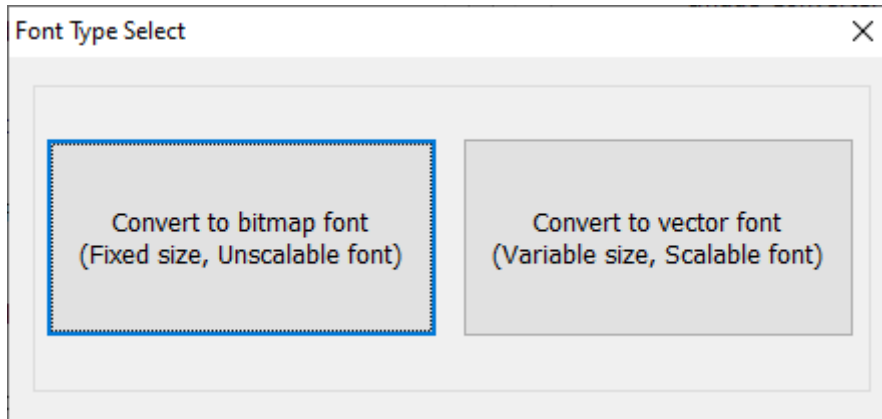 Font Type Select
Convert to bitmap font
(Fixed size, Unscalable font)
Convert to vector font
(Variable size, Scalable font)